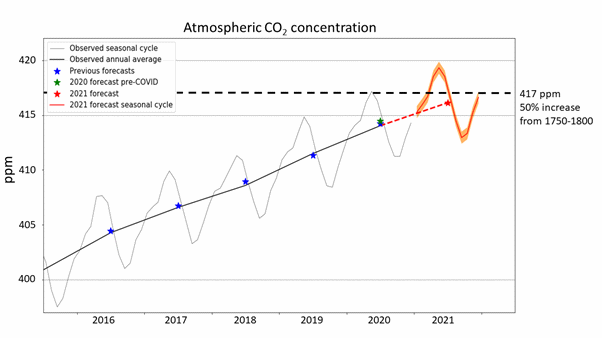 Atmospheric CO₂ concentration
Observed seasonal cycle
Observed annual average
Previous forecasts
2020 forecast pre-COVID
2021 forecast
2021 forecast seasonal cycle
420
415
410
405
400
ppm
417 ppm
50% increase
from 1750-1800
2016 2017 2018 2019 2020 2021